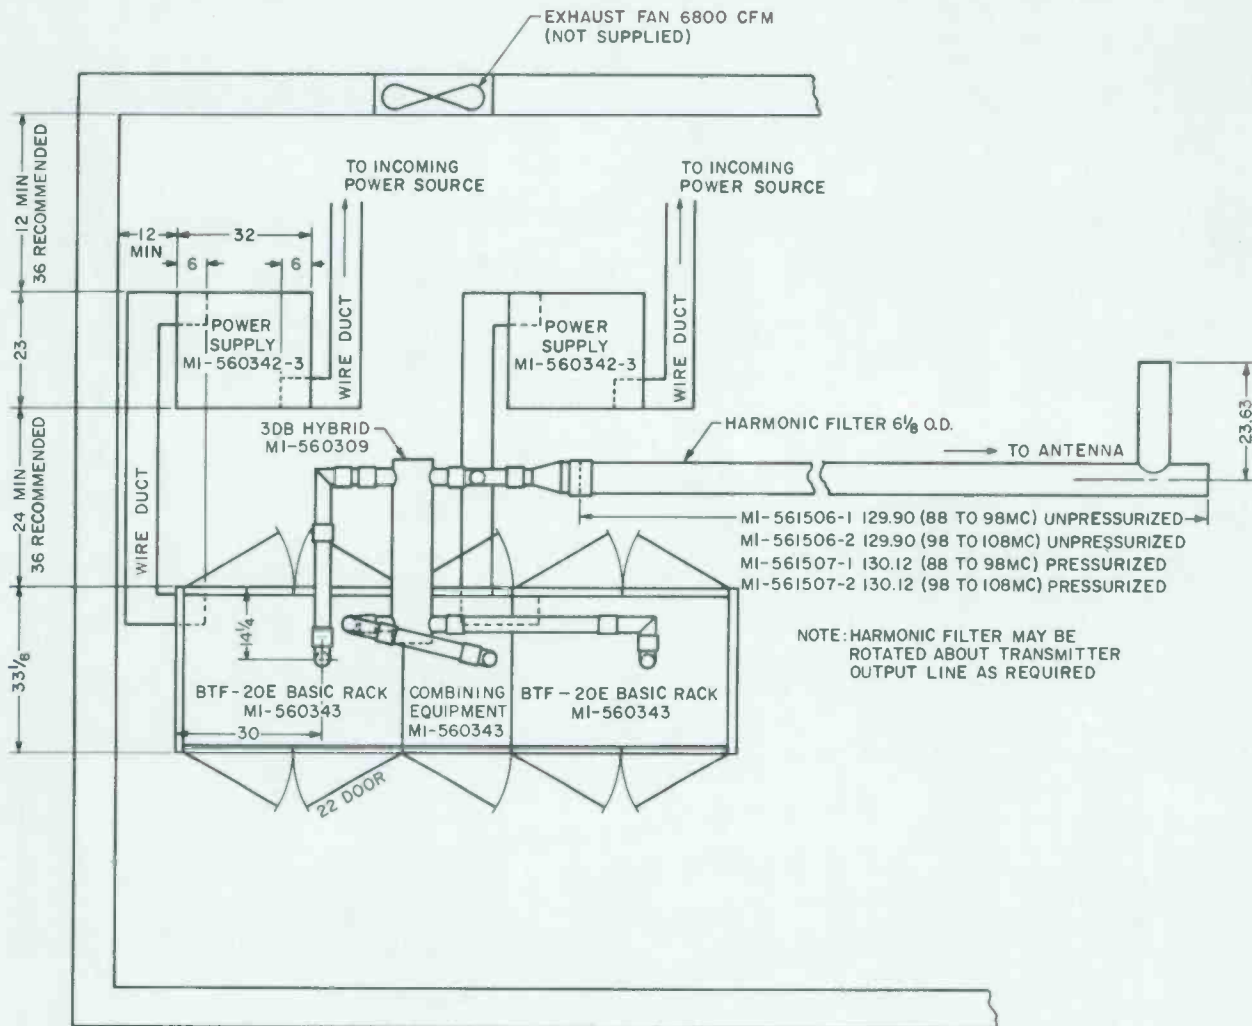 EXHAUST FAN 6800 CFM
(NOT SUPPLIED)
TO INCOMING
POWER SOURCE
TO INCOMING
POWER SOURCE
12 MIN
36 RECOMMENDED
12
MIN
32
6
6
23
POWER
SUPPLY
MI-560342-3
WIRE DUCT
POWER
SUPPLY
MI-560342-3
WIRE DUCT
23.63
24 MIN
36 RECOMMENDED
WIRE DUCT
3DB HYBRID
MI-560309
HARMONIC FILTER 6⅛ O.D.
TO ANTENNA
MI-561506-1 129.90 (88 TO 98MC) UNPRESSURIZED
MI-561506-2 129.90 (98 TO 108MC) UNPRESSURIZED
MI-561507-1 130.12 (88 TO 98MC) PRESSURIZED
MI-561507-2 130.12 (98 TO 108MC) PRESSURIZED
NOTE: HARMONIC FILTER MAY BE
ROTATED ABOUT TRANSMITTER
OUTPUT LINE AS REQUIRED
33⅛
14¼
BTF-20E BASIC RACK
MI-560343
COMBINING
EQUIPMENT
MI-560343
BTF-20E BASIC RACK
MI-560343
30
22 DOOR